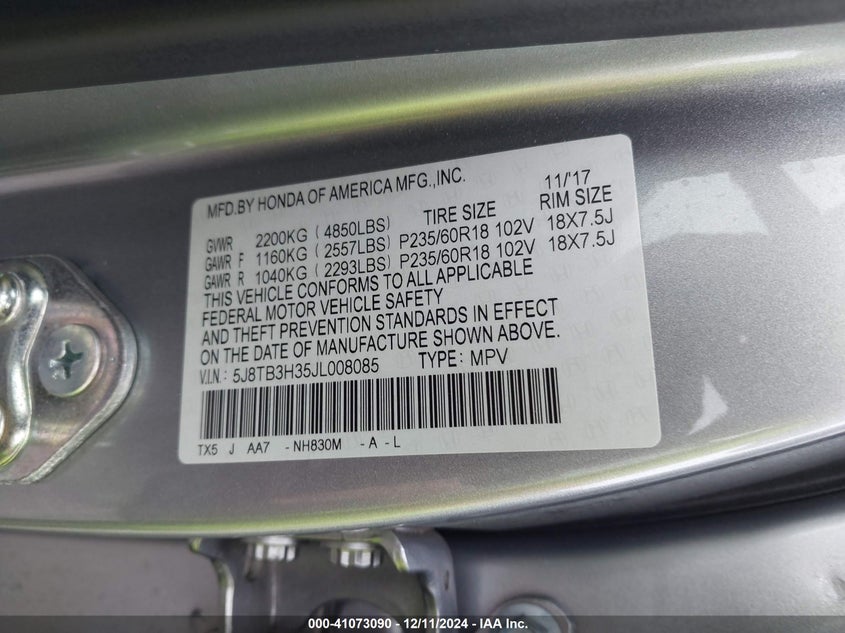 MFD.BY HONDA OF AMERICA MFG.,INC. 11/'17
GVWR 2200KG ( 4850LBS) TIRE SIZE RIM SIZE
GAWR F 1160KG ( 2557LBS) P235/60R18 102V 18X7.5J
GAWR R 1040KG ( 2293LBS) P235/60R18 102V 18X7.5J
THIS VEHICLE CONFORMS TO ALL APPLICABLE
FEDERAL MOTOR VEHICLE SAFETY
AND THEFT PREVENTION STANDARDS IN EFFECT
ON THE DATE OF MANUFACTURE SHOWN ABOVE.
V.I.N.: 5J8TB3H35JL008085 TYPE: MPV
TX5 J AA7 -NH830M -A -L
000-41073090 - 12/11/2024 - IAA Inc.